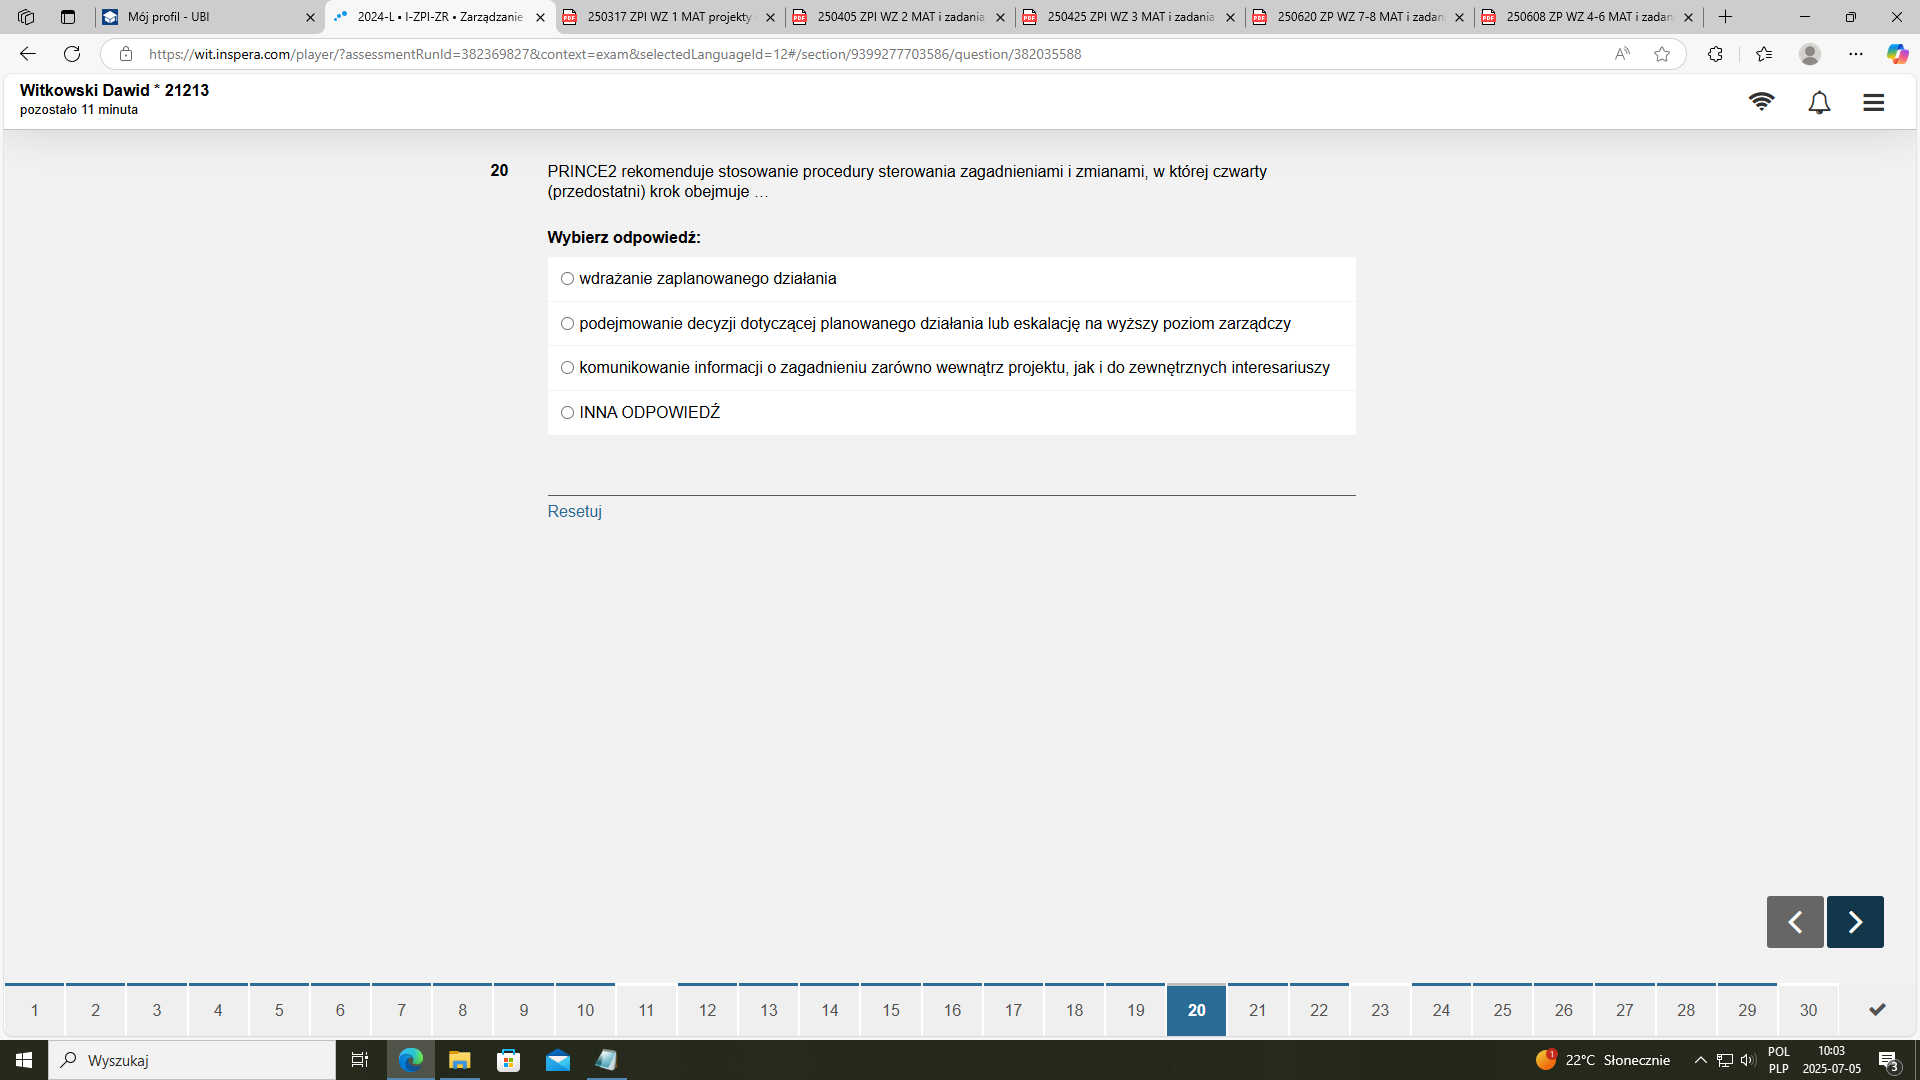 Mój profil - UBI
2024-L • I-ZPI-ZR • Zarządzanie
250317 ZPI WZ 1 MAT projekty
250405 ZPI WZ 2 MAT i zadania
250425 ZPI WZ 3 MAT i zadania
250620 ZP WZ 7-8 MAT i zadan
250608 ZP WZ 4-6 MAT i zadan
https://wit.inspera.com/player/?assessmentRunId=382369827&context=exam&selectedLanguageId=12#/section/9399277703586/question/382035588
Witkowski Dawid * 21213
pozostało 11 minuta
20
PRINCE2 rekomenduje stosowanie procedury sterowania zagadnieniami i zmianami, w której czwarty
(przedostatni) krok obejmuje …
Wybierz odpowiedź:
wdrażanie zaplanowanego działania
podejmowanie decyzji dotyczącej planowanego działania lub eskalację na wyższy poziom zarządczy
komunikowanie informacji o zagadnieniu zarówno wewnątrz projektu, jak i do zewnętrznych interesariuszy
INNA ODPOWIEDŹ
Resetuj
1 2 3 4 5 6 7 8 9 10 11 12 13 14 15 16 17 18 19 20 21 22 23 24 25 26 27 28 29 30
Wyszukaj
1
22°C Słonecznie
POL
PLP
10:03
2025-07-05
3